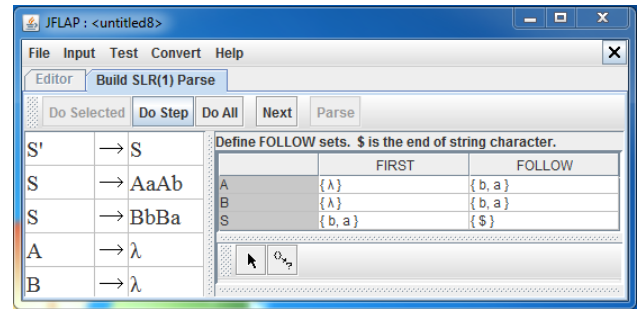 JFLAP : <untitled8>
File Input Test Convert Help
Editor Build SLR(1) Parse
Do Selected Do Step Do All Next Parse
Define FOLLOW sets. $ is the end of string character.
S' → S
S → AaAb
S → BbBa
A → λ
B → λ
FIRST FOLLOW
A { λ } { b, a }
B { λ } { b, a }
S { b, a } { $ }